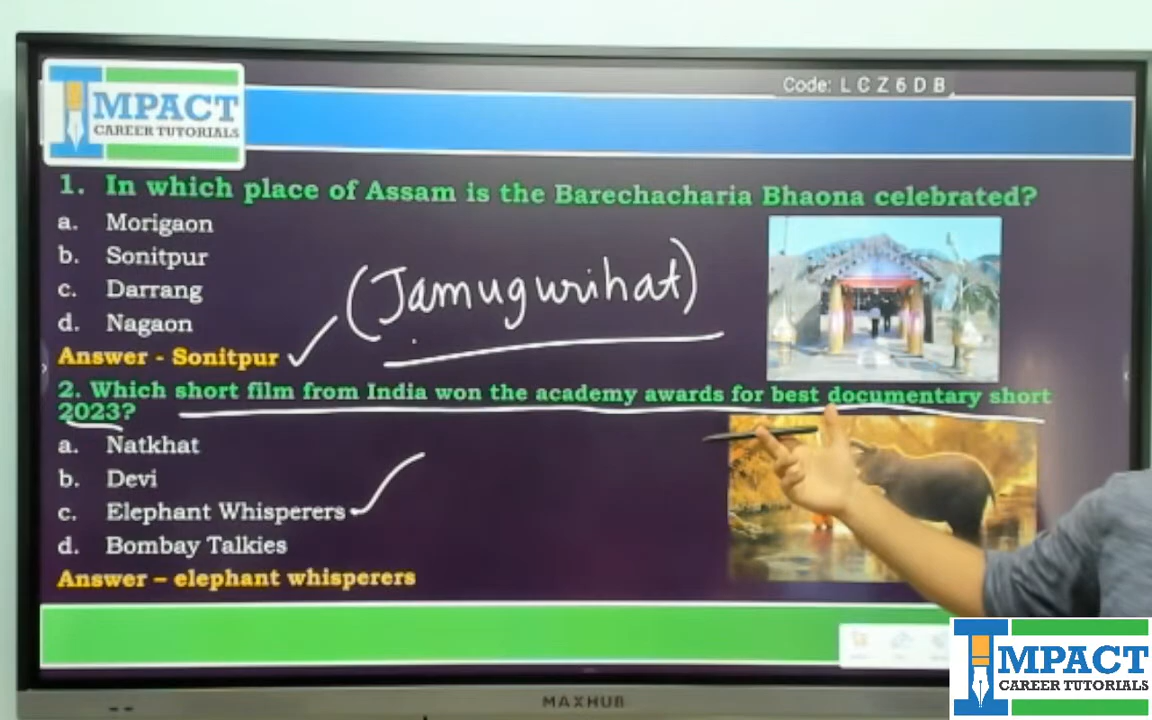 Code: L C Z 6 D B
IMPACT
CAREER TUTORIALS
1. In which place of Assam is the Barechacharia Bhaona celebrated?
a. Morigaon
b. Sonitpur
c. Darrang
d. Nagaon
(Jamugurihat)
Answer - Sonitpur
2. Which short film from India won the academy awards for best documentary short
2023?
a. Natkhat
b. Devi
c. Elephant Whisperers
d. Bombay Talkies
Answer – elephant whisperers
MAXHUB
IMPACT
CAREER TUTORIALS